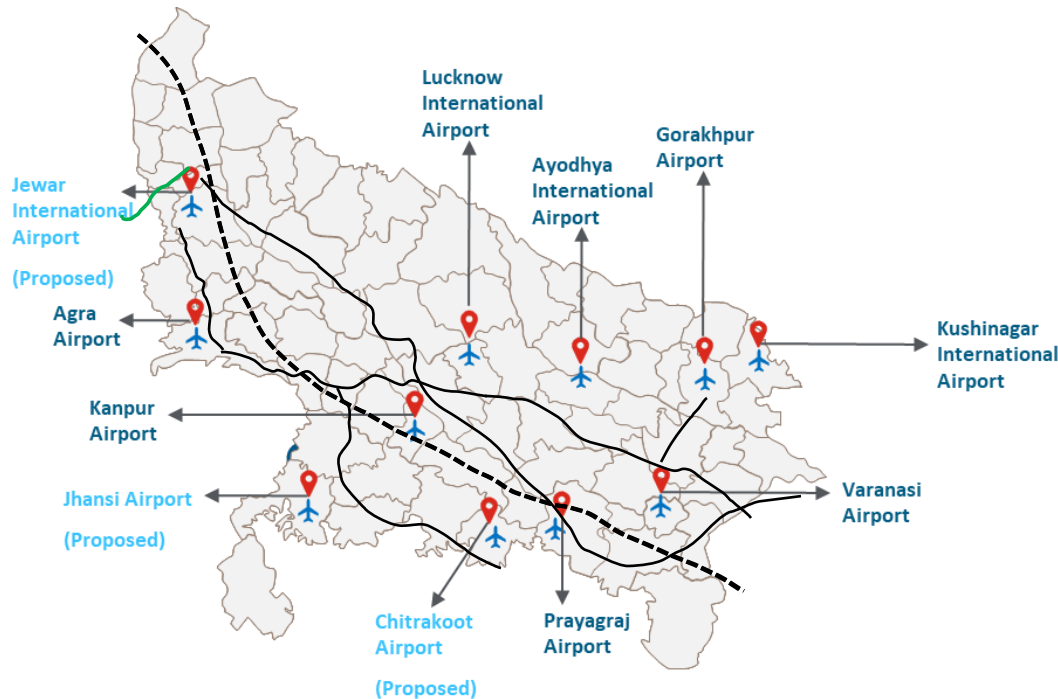 Lucknow
International
Airport
Gorakhpur
Airport
Ayodhya
International
Airport
Jewar
International
Airport
(Proposed)
Agra
Airport
Kushinagar
International
Airport
Kanpur
Airport
Jhansi Airport
(Proposed)
Varanasi
Airport
Chitrakoot
Airport
(Proposed)
Prayagraj
Airport